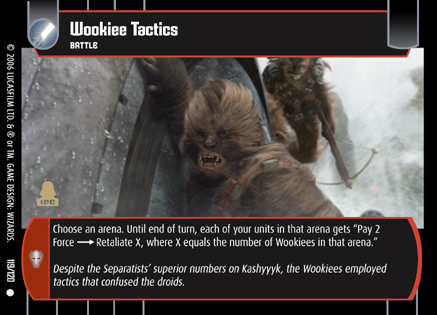 Wookiee Tactics
BATTLE
© 2006 LUCASFILM LTD. & ® or TM. GAME DESIGN: WIZARDS.
IDC
Choose an arena. Until end of turn, each of your units in that arena gets "Pay 2
Force → Retaliate X, where X equals the number of Wookiees in that arena."
Despite the Separatists' superior numbers on Kashyyyk, the Wookiees employed
tactics that confused the droids.
119/120